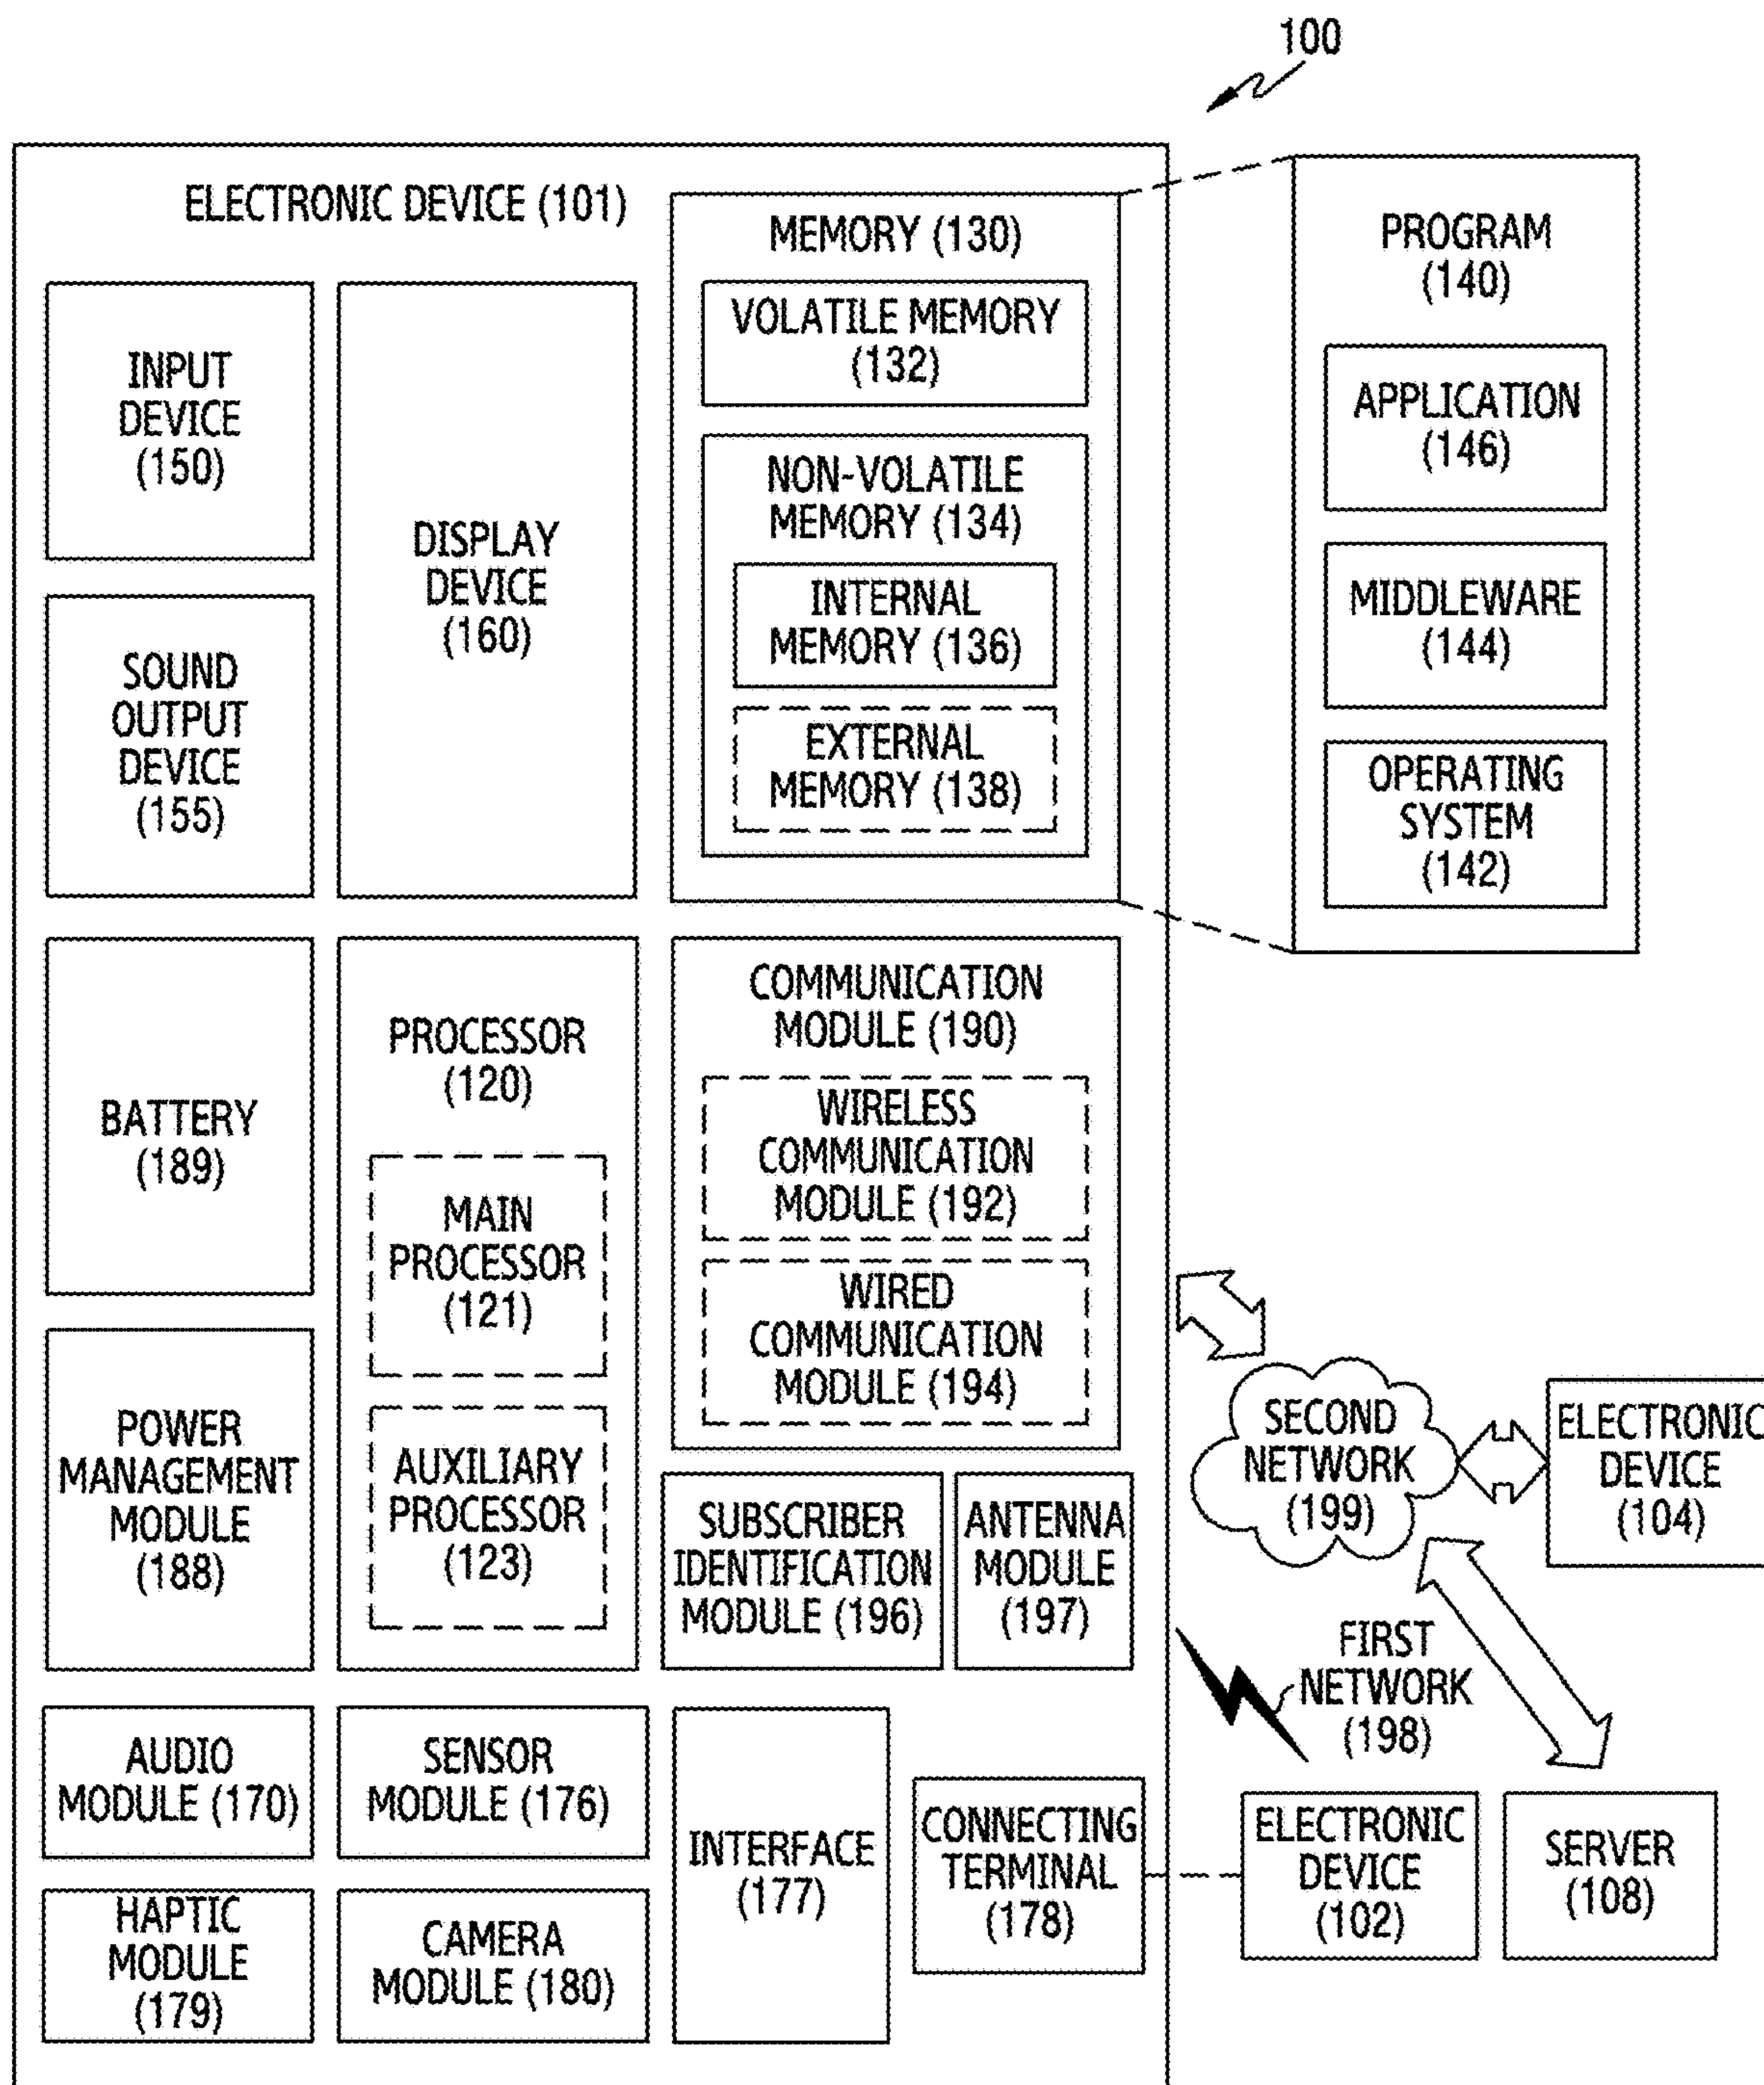 100
ELECTRONIC DEVICE (101)
INPUT
DEVICE
(150)
SOUND
OUTPUT
DEVICE
(155)
DISPLAY
DEVICE
(160)
MEMORY (130)
VOLATILE MEMORY
(132)
NON-VOLATILE
MEMORY (134)
INTERNAL
MEMORY (136)
EXTERNAL
MEMORY (138)
PROGRAM
(140)
APPLICATION
(146)
MIDDLEWARE
(144)
OPERATING
SYSTEM
(142)
BATTERY
(189)
POWER
MANAGEMENT
MODULE
(188)
PROCESSOR
(120)
MAIN
PROCESSOR
(121)
AUXILIARY
PROCESSOR
(123)
COMMUNICATION
MODULE (190)
WIRELESS
COMMUNICATION
MODULE (192)
WIRED
COMMUNICATION
MODULE (194)
SUBSCRIBER
IDENTIFICATION
MODULE (196)
ANTENNA
MODULE
(197)
SECOND
NETWORK
(199)
ELECTRONIC
DEVICE
(104)
FIRST
NETWORK
(198)
AUDIO
MODULE (170)
SENSOR
MODULE (176)
HAPTIC
MODULE
(179)
CAMERA
MODULE (180)
INTERFACE
(177)
CONNECTING
TERMINAL
(178)
ELECTRONIC
DEVICE
(102)
SERVER
(108)